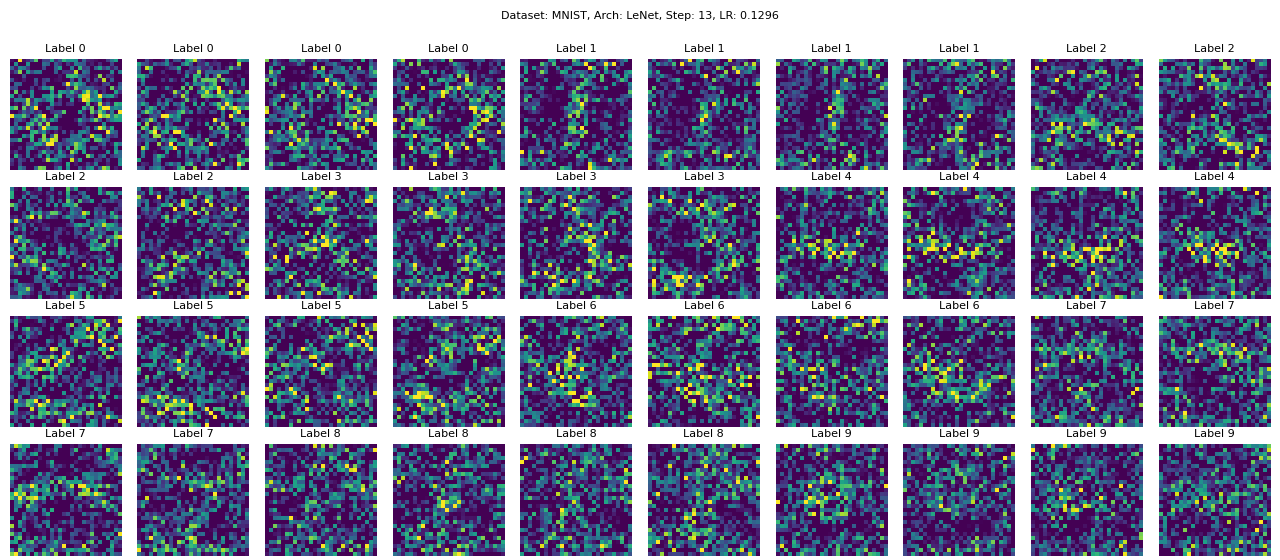 Dataset: MNIST, Arch: LeNet, Step: 13, LR: 0.1296
Label 0 Label 0 Label 0 Label 0 Label 1 Label 1 Label 1 Label 1 Label 2 Label 2
Label 2 Label 2 Label 3 Label 3 Label 3 Label 3 Label 4 Label 4 Label 4 Label 4
Label 5 Label 5 Label 5 Label 5 Label 6 Label 6 Label 6 Label 6 Label 7 Label 7
Label 7 Label 7 Label 8 Label 8 Label 8 Label 8 Label 9 Label 9 Label 9 Label 9